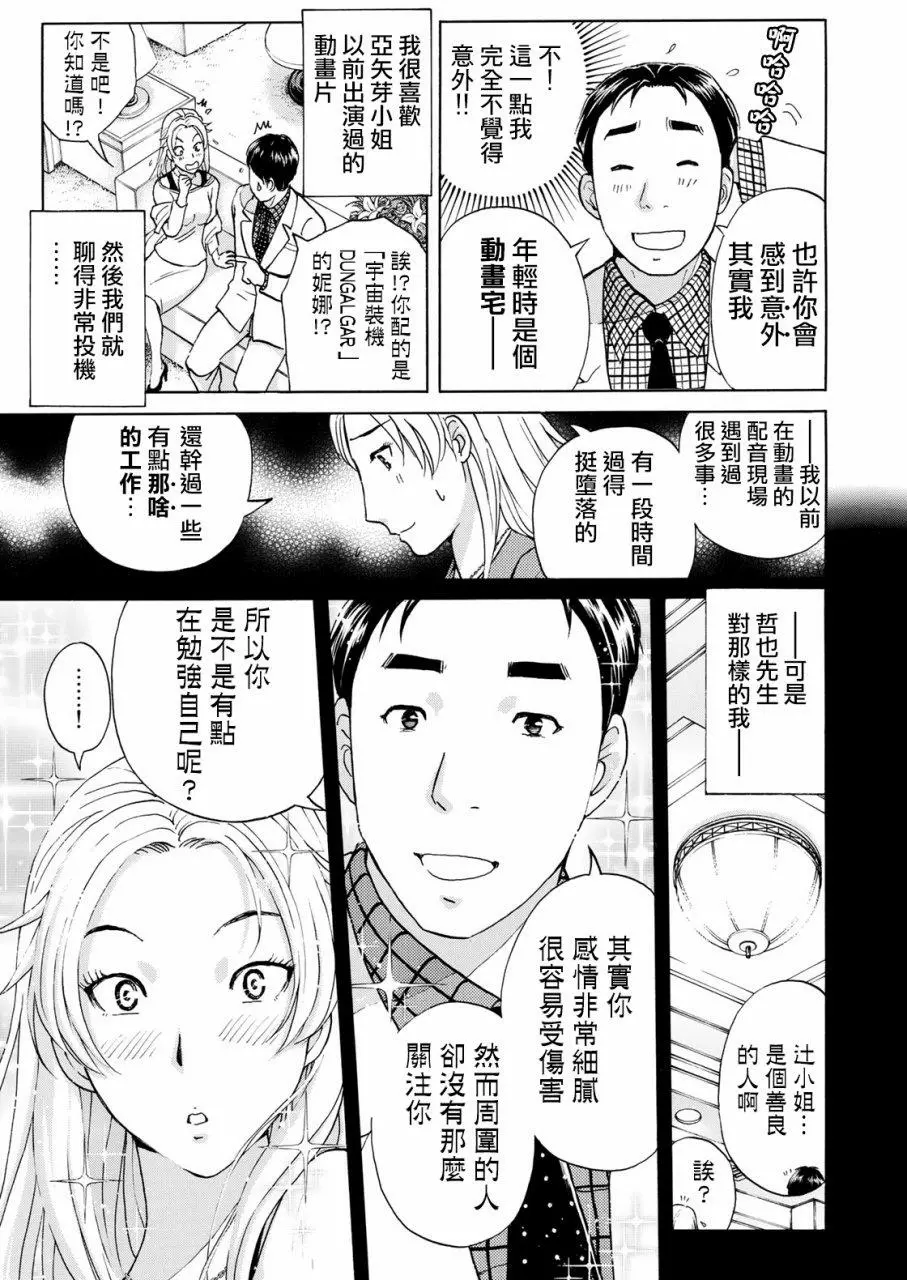 啊哈哈哈哈
也許你會
感到意外
其實我
年輕時是個
動畫宅——
不！
這一點我
完全不覺得
意外!!
我很喜歡
亞矢芽小姐
以前出演過的
動畫片
誒!?你配的是
「宇宙裝機
DUNGALGAR」
的妮娜!?
不是吧！
你知道嗎!?
然後我們就
聊得非常投機
……
——我以前
在動畫的
配音現場
遇到過
很多事…
有一段時間
過得
挺墮落的
還幹過一些
有點那啥
的工作…
——可是
哲也先生
對那樣的我——
辻小姐…
是個善良
的人啊
誒？
其實你
感情非常細膩
很容易受傷害
然而周圍的人
卻沒有那麼
關注你
所以你
是不是有點
在勉強自己呢？
……！